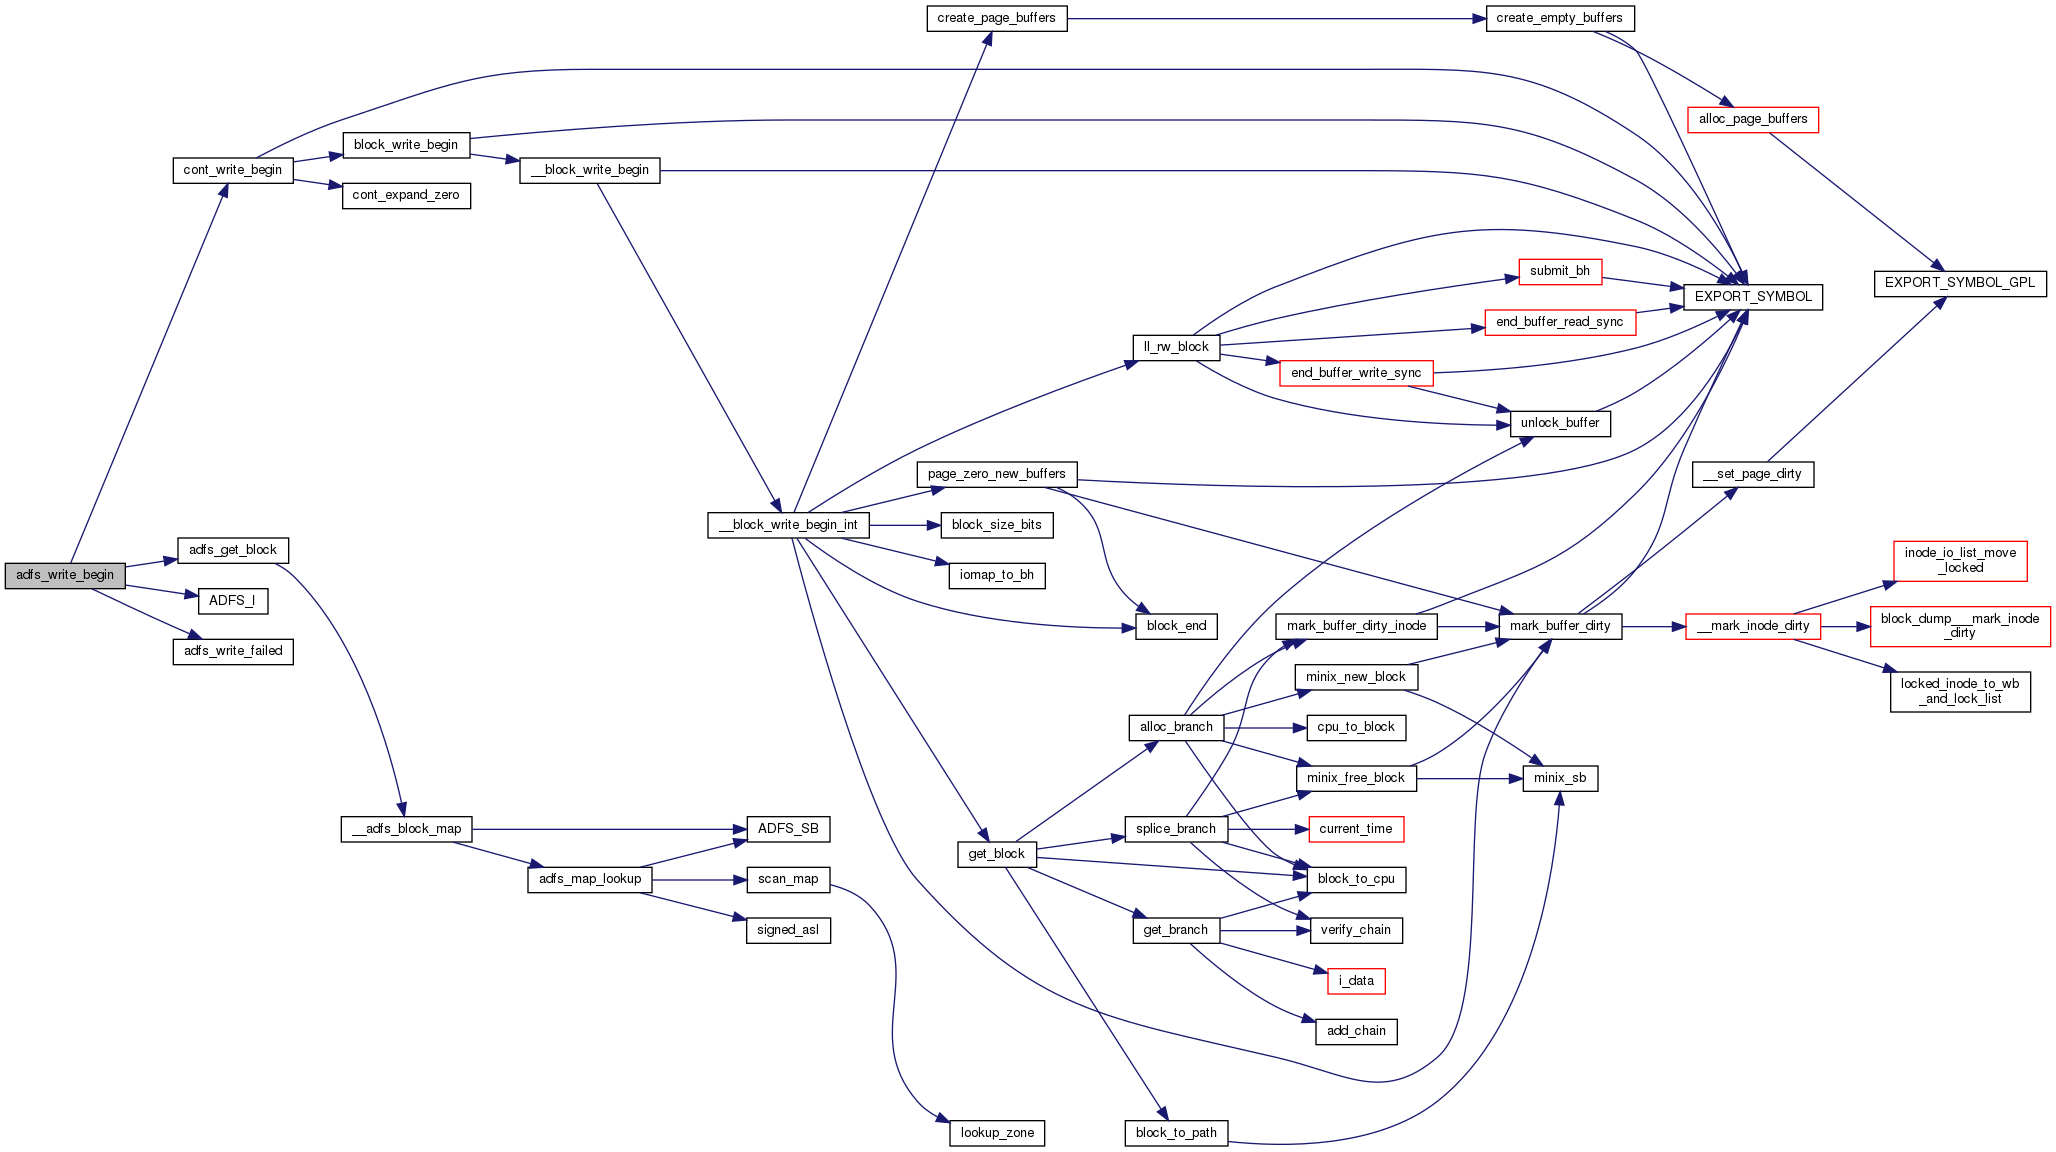 create_page_buffers
create_empty_buffers
alloc_page_buffers
block_write_begin
cont_write_begin
__block_write_begin
cont_expand_zero
submit_bh
EXPORT_SYMBOL_GPL
EXPORT_SYMBOL
end_buffer_read_sync
ll_rw_block
end_buffer_write_sync
unlock_buffer
page_zero_new_buffers
__set_page_dirty
__block_write_begin_int
block_size_bits
adfs_get_block
inode_io_list_move
_locked
adfs_write_begin
iomap_to_bh
ADFS_I
block_end
mark_buffer_dirty_inode
mark_buffer_dirty
__mark_inode_dirty
block_dump___mark_inode
_dirty
adfs_write_failed
minix_new_block
locked_inode_to_wb
_and_lock_list
alloc_branch
cpu_to_block
minix_free_block
minix_sb
__adfs_block_map
ADFS_SB
splice_branch
current_time
get_block
adfs_map_lookup
scan_map
block_to_cpu
signed_asl
get_branch
verify_chain
i_data
add_chain
lookup_zone
block_to_path